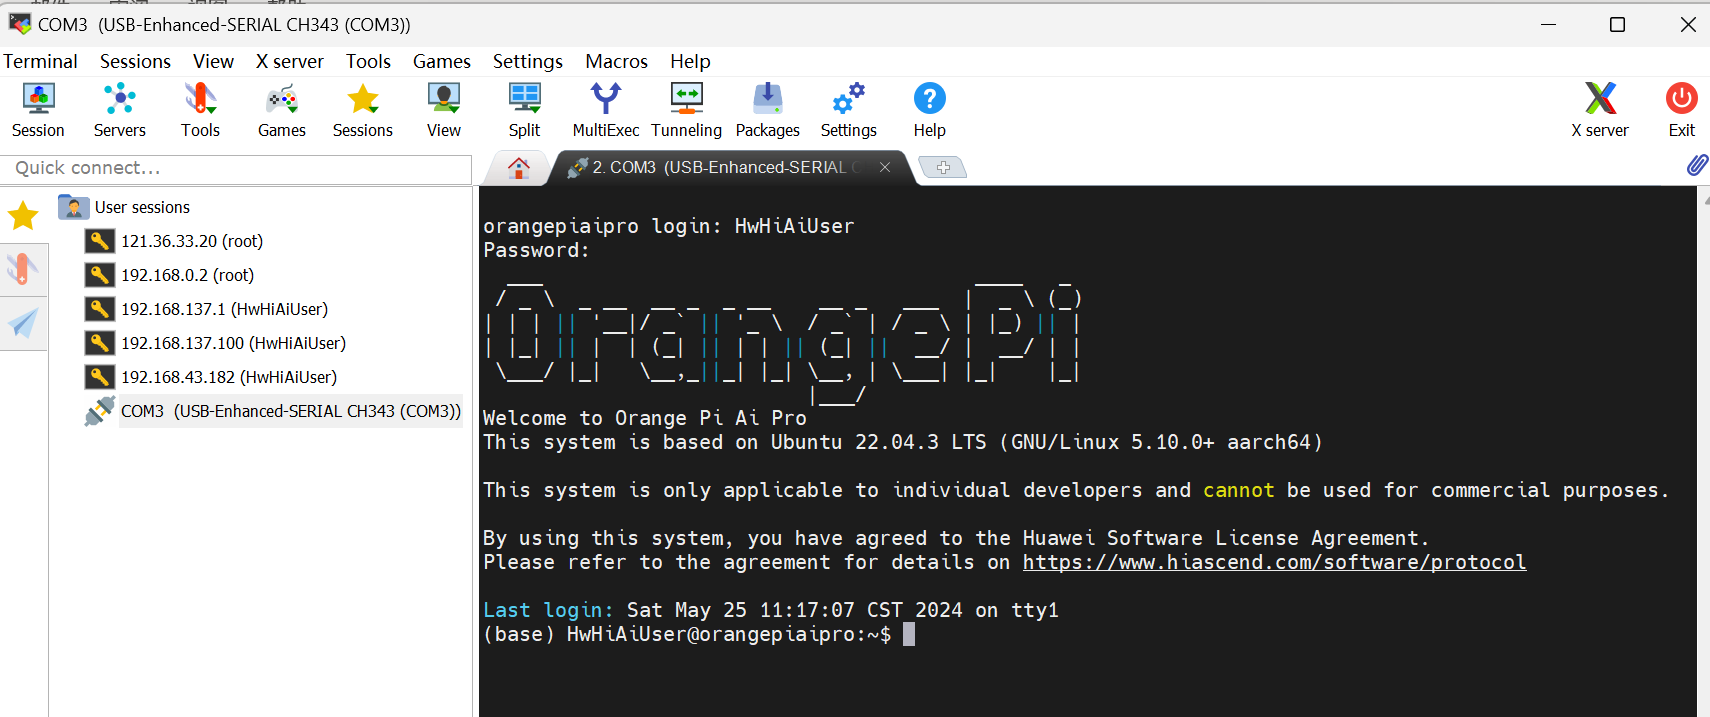 COM3  (USB-Enhanced-SERIAL CH343 (COM3))
Terminal Sessions View X server Tools Games Settings Macros Help
Session Servers Tools Games Sessions View Split MultiExec Tunneling Packages Settings Help X server Exit
Quick connect...
2. COM3  (USB-Enhanced-SERIAL C
User sessions
121.36.33.20 (root)
192.168.0.2 (root)
192.168.137.1 (HwHiAiUser)
192.168.137.100 (HwHiAiUser)
192.168.43.182 (HwHiAiUser)
COM3  (USB-Enhanced-SERIAL CH343 (COM3))
orangepiaipro login: HwHiAiUser
Password:
OrangePi
Welcome to Orange Pi Ai Pro
This system is based on Ubuntu 22.04.3 LTS (GNU/Linux 5.10.0+ aarch64)
This system is only applicable to individual developers and cannot be used for commercial purposes.
By using this system, you have agreed to the Huawei Software License Agreement.
Please refer to the agreement for details on https://www.hiascend.com/software/protocol
Last login: Sat May 25 11:17:07 CST 2024 on tty1
(base) HwHiAiUser@orangepiaipro:~$